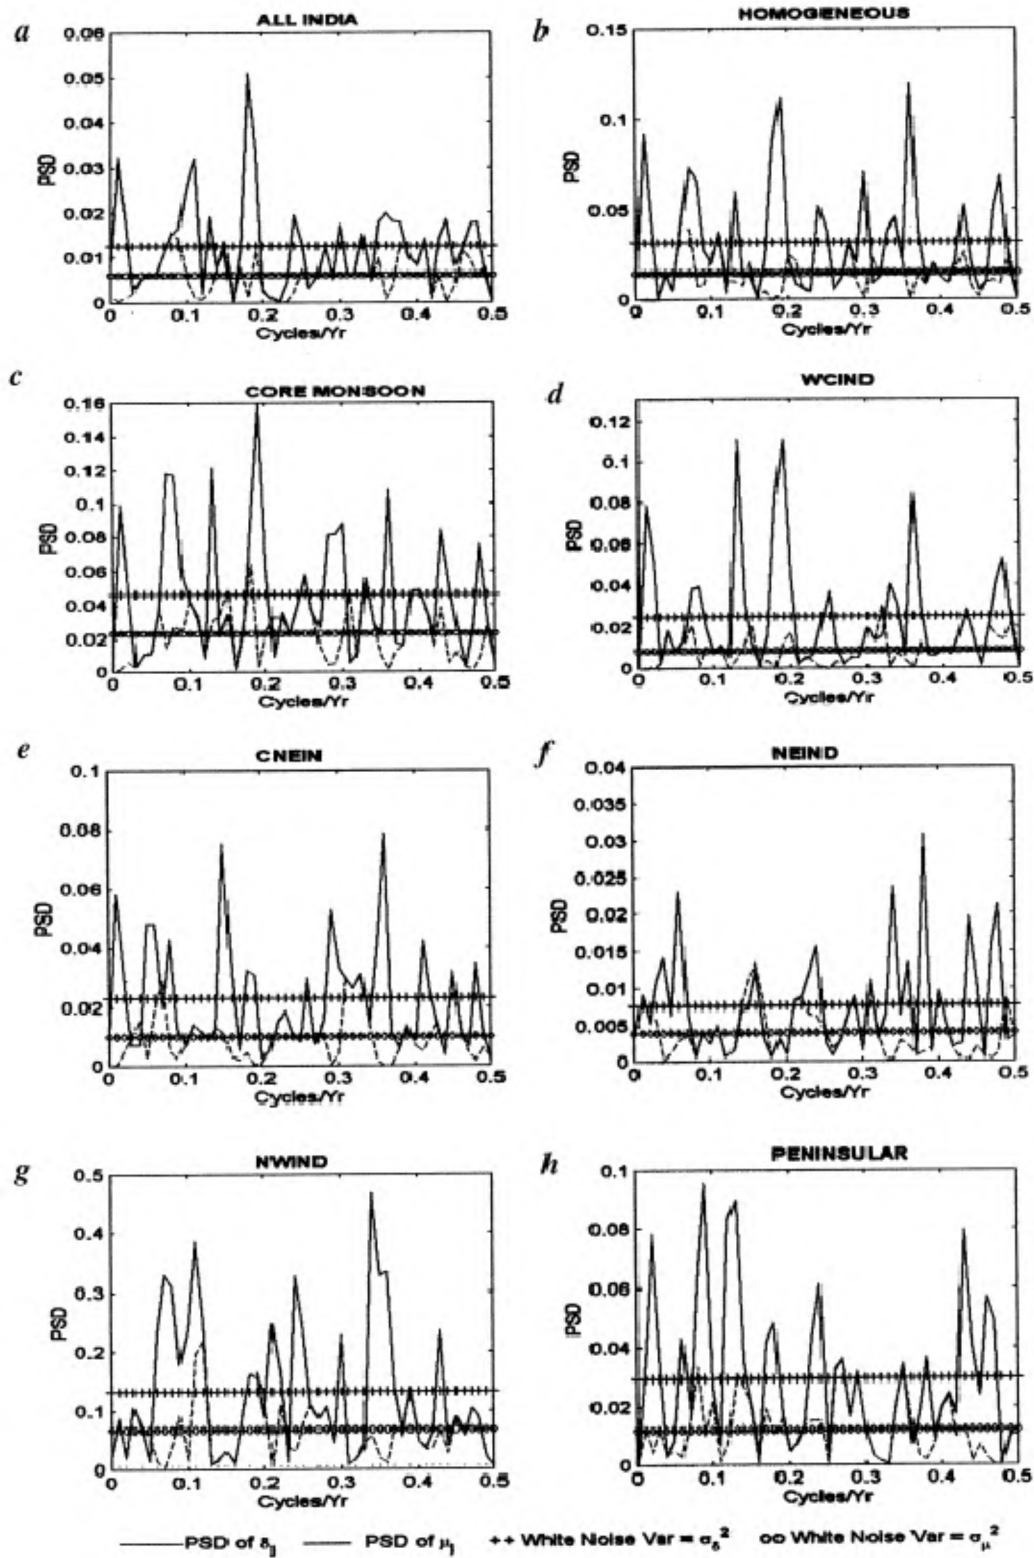 a
ALL INDIA
0.06
0.05
0.04
0.03
0.02
0.01
0
PSD
0 0.1 0.2 0.3 0.4 0.5
Cycles/Yr
b
HOMOGENEOUS
0.15
0.1
0.05
0
PSD
0 0.1 0.2 0.3 0.4 0.5
Cycles/Yr
c
CORE MONSOON
0.16
0.14
0.12
0.1
0.08
0.06
0.04
0.02
0
PSD
0 0.1 0.2 0.3 0.4 0.5
Cycles/Yr
d
WCIND
0.12
0.1
0.08
0.06
0.04
0.02
0
PSD
0 0.1 0.2 0.3 0.4 0.5
Cycles/Yr
e
CNEIN
0.1
0.08
0.06
0.04
0.02
0
PSD
0 0.1 0.2 0.3 0.4 0.5
Cycles/Yr
f
NEIND
0.04
0.035
0.03
0.025
0.02
0.015
0.01
0.005
0
PSD
0 0.1 0.2 0.3 0.4 0.5
Cycles/Yr
g
NWIND
0.5
0.4
0.3
0.2
0.1
0
PSD
0 0.1 0.2 0.3 0.4 0.5
Cycles/Yr
h
PENINSULAR
0.1
0.08
0.06
0.04
0.02
0
PSD
0 0.1 0.2 0.3 0.4 0.5
Cycles/Yr
PSD of δj PSD of μj ++ White Noise Var = σδ² oo White Noise Var = σμ²